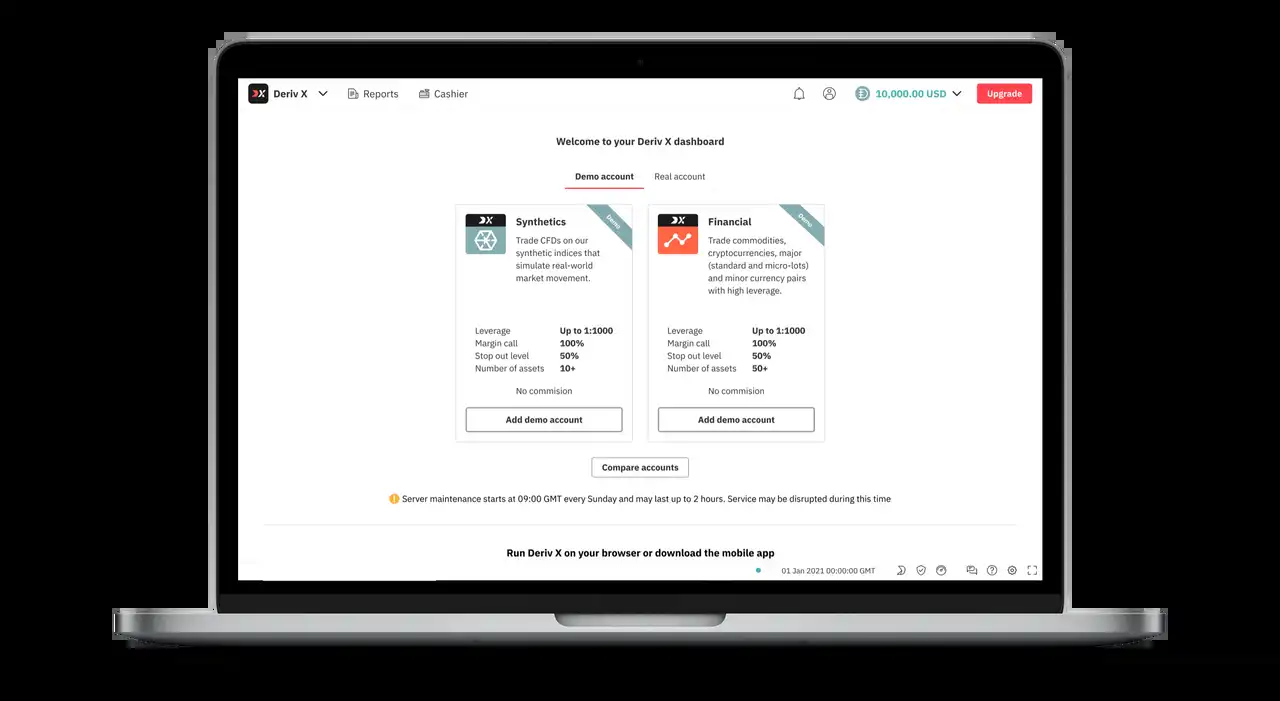 Deriv X
Reports
Cashier
10,000.00 USD
Upgrade
Welcome to your Deriv X dashboard
Demo account
Real account
Synthetics
Demo
Trade CFDs on our
synthetic indices that
simulate real-world
market movement.
Leverage Up to 1:1000
Margin call 100%
Stop out level 50%
Number of assets 10+
No commision
Add demo account
Financial
Demo
Trade commodities,
cryptocurrencies, major
(standard and micro-lots)
and minor currency pairs
with high leverage.
Leverage Up to 1:1000
Margin call 100%
Stop out level 50%
Number of assets 50+
No commision
Add demo account
Compare accounts
Server maintenance starts at 09:00 GMT every Sunday and may last up to 2 hours. Service may be disrupted during this time
Run Deriv X on your browser or download the mobile app
01 Jan 2021 00:00:00 GMT